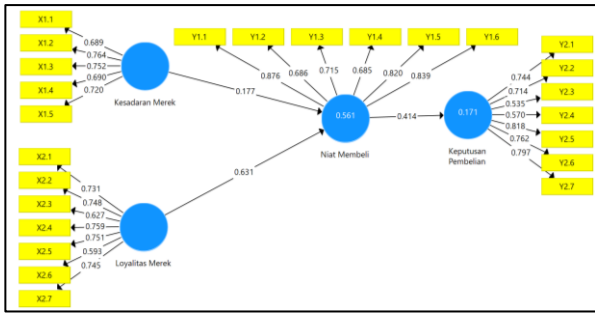 X1.1
X1.2
X1.3
X1.4
X1.5
0.689
0.764
0.752
0.690
0.720
Kesadaran Merek
0.177
Y1.1
Y1.2
Y1.3
Y1.4
Y1.5
Y1.6
0.876
0.686
0.715
0.685
0.820
0.839
0.561
Niat Membeli
0.414
0.171
Keputusan
Pembelian
0.744
0.714
0.535
0.570
0.818
0.762
0.797
Y2.1
Y2.2
Y2.3
Y2.4
Y2.5
Y2.6
Y2.7
X2.1
X2.2
X2.3
X2.4
X2.5
X2.6
X2.7
0.731
0.748
0.627
0.759
0.751
0.593
0.745
Loyalitas Merek
0.631